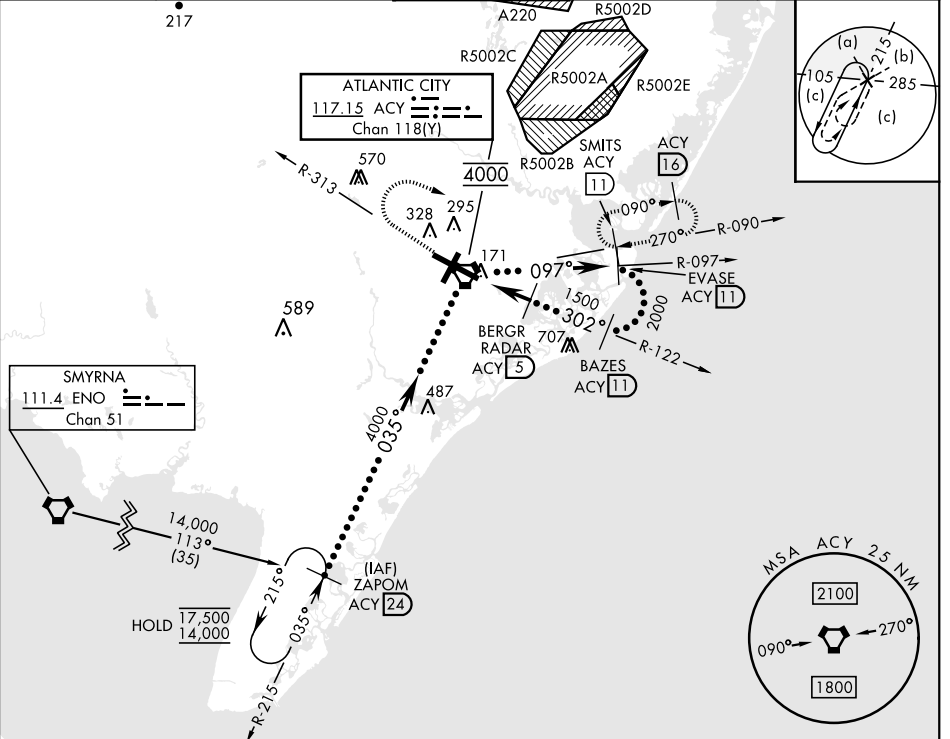 217
A220
R5002D
R5002C
R5002A
R5002E
R5002B
(a)
215
(b)
105
285
(c)
(c)
ATLANTIC CITY
117.15 ACY
Chan 118(Y)
4000
SMITS
ACY
11
ACY
16
R-313
570
328
295
090°
270°
R-090
171
097°
R-097
EVASE
ACY 11
1500
302°
2000
BERGR
RADAR
ACY 5
707
BAZES
ACY 11
R-122
589
SMYRNA
111.4 ENO
Chan 51
487
4000
035°
14,000
113°
(35)
(IAF)
ZAPOM
ACY 24
215°
035°
HOLD 17,500
14,000
R-215
MSA ACY 25 NM
2100
090°
270°
1800